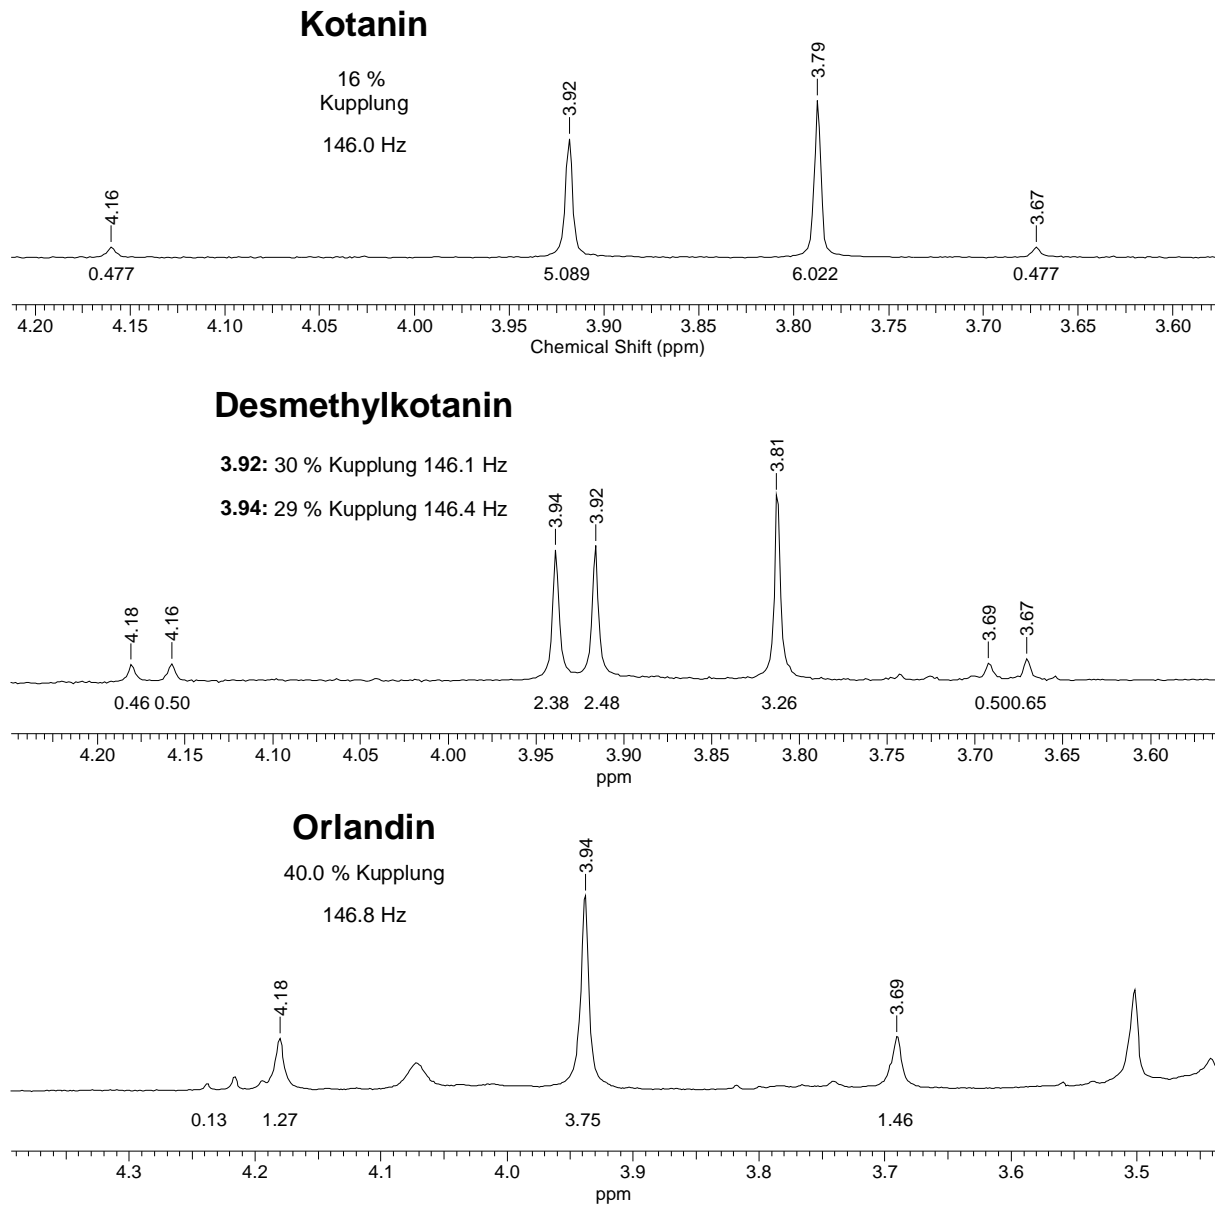 Kotanin
16 %
Kupplung
146.0 Hz
4.16
3.92
3.79
3.67
0.477 5.089 6.022 0.477
4.20 4.15 4.10 4.05 4.00 3.95 3.90 3.85 3.80 3.75 3.70 3.65 3.60
Chemical Shift (ppm)
Desmethylkotanin
3.92: 30 % Kupplung 146.1 Hz
3.94: 29 % Kupplung 146.4 Hz
4.18
4.16
3.94
3.92
3.81
3.69
3.67
0.46 0.50 2.38 2.48 3.26 0.500.65
4.20 4.15 4.10 4.05 4.00 3.95 3.90 3.85 3.80 3.75 3.70 3.65 3.60
ppm
Orlandin
40.0 % Kupplung
146.8 Hz
4.18
3.94
3.69
0.13 1.27 3.75 1.46
4.3 4.2 4.1 4.0 3.9 3.8 3.7 3.6 3.5
ppm